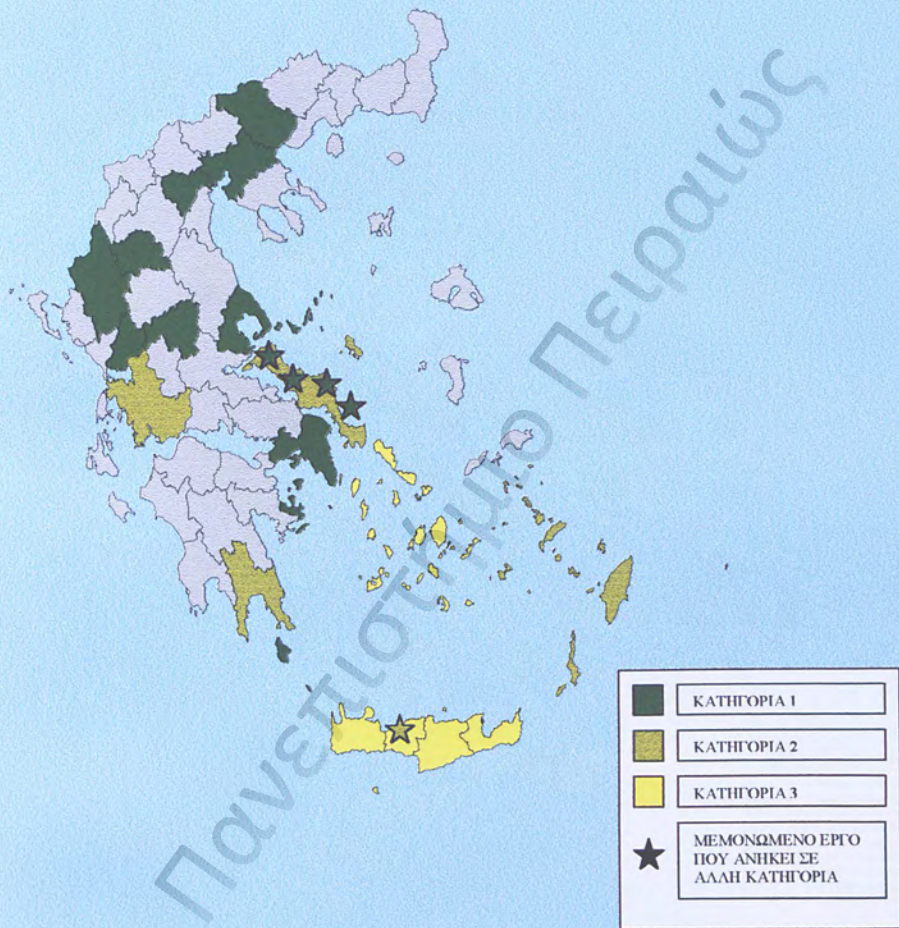 Πανεπιστήμιο Πειραιώς
ΚΑΤΗΓΟΡΙΑ 1
ΚΑΤΗΓΟΡΙΑ 2
ΚΑΤΗΓΟΡΙΑ 3
ΜΕΜΟΝΩΜΕΝΟ ΕΡΓΟ
ΠΟΥ ΑΝΗΚΕΙ ΣΕ
ΑΛΛΗ ΚΑΤΗΓΟΡΙΑ